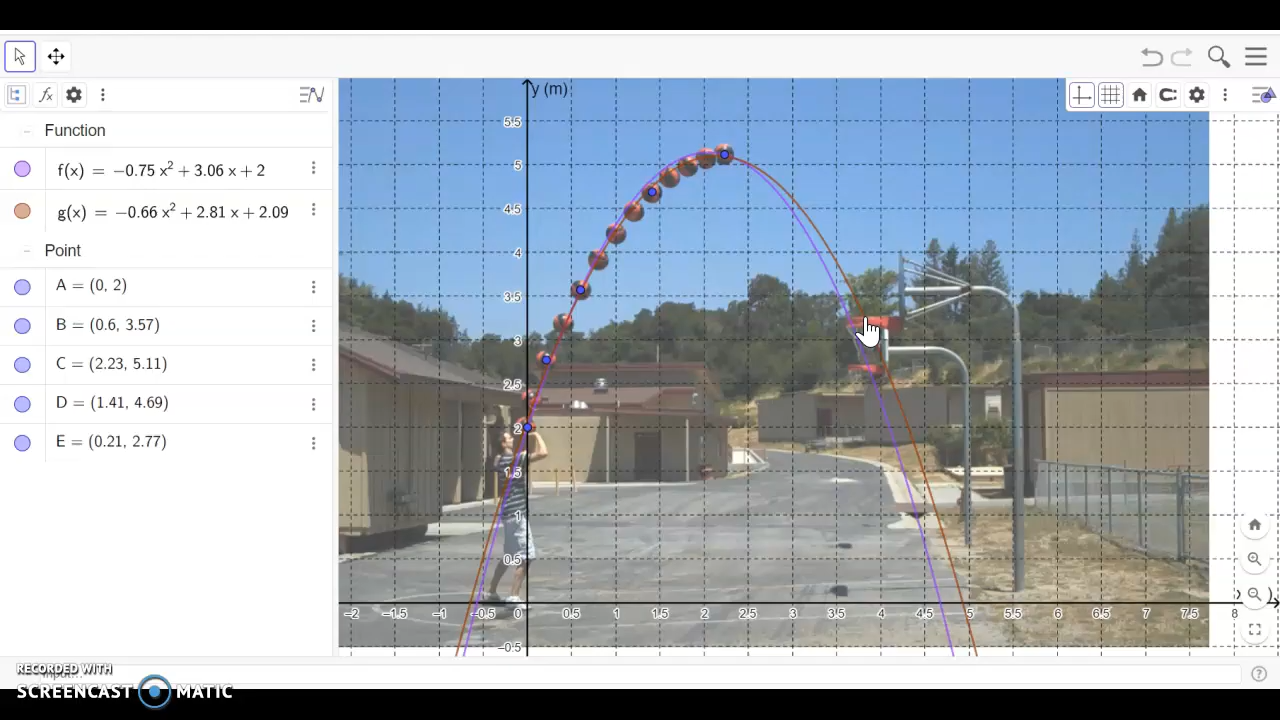 y (m)
Function
f(x) = −0.75 x² + 3.06 x + 2
g(x) = −0.66 x² + 2.81 x + 2.09
Point
A = (0, 2)
B = (0.6, 3.57)
C = (2.23, 5.11)
D = (1.41, 4.69)
E = (0.21, 2.77)
5.5
5
4.5
4
3.5
3
2.5
2
1.5
1
0.5
−0.5
−2 −1.5 −1 −0.5 0 0.5 1 1.5 2 2.5 3 3.5 4 4.5 5 5.5 6 6.5 7 7.5 8
RECORDED WITH
Input...
SCREENCAST MATIC